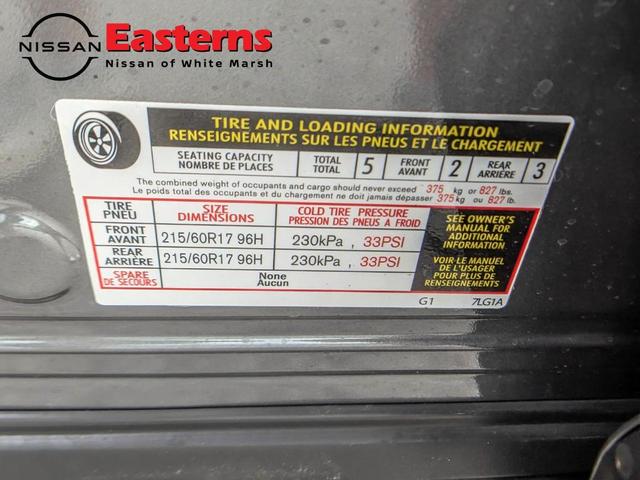 NISSAN Easterns
Nissan of White Marsh
TIRE AND LOADING INFORMATION
RENSEIGNEMENTS SUR LES PNEUS ET LE CHARGEMENT
SEATING CAPACITY TOTAL 5 FRONT 2 REAR 3
NOMBRE DE PLACES TOTAL AVANT ARRIÈRE
The combined weight of occupants and cargo should never exceed 375 kg or 827 lbs.
Le poids total des occupants et du chargement ne doit jamais dépasser 375 kg ou 827 lb.
TIRE SIZE COLD TIRE PRESSURE
PNEU DIMENSIONS PRESSION DES PNEUS A FROID
FRONT
AVANT 215/60R17 96H 230kPa , 33PSI
REAR
ARRIÈRE 215/60R17 96H 230kPa , 33PSI
SPARE None
DE SECOURS Aucun
SEE OWNER'S
MANUAL FOR
ADDITIONAL
INFORMATION
VOIR LE MANUEL
DE L'USAGER
POUR PLUS DE
RENSEIGNEMENTS
G1 7LG1A